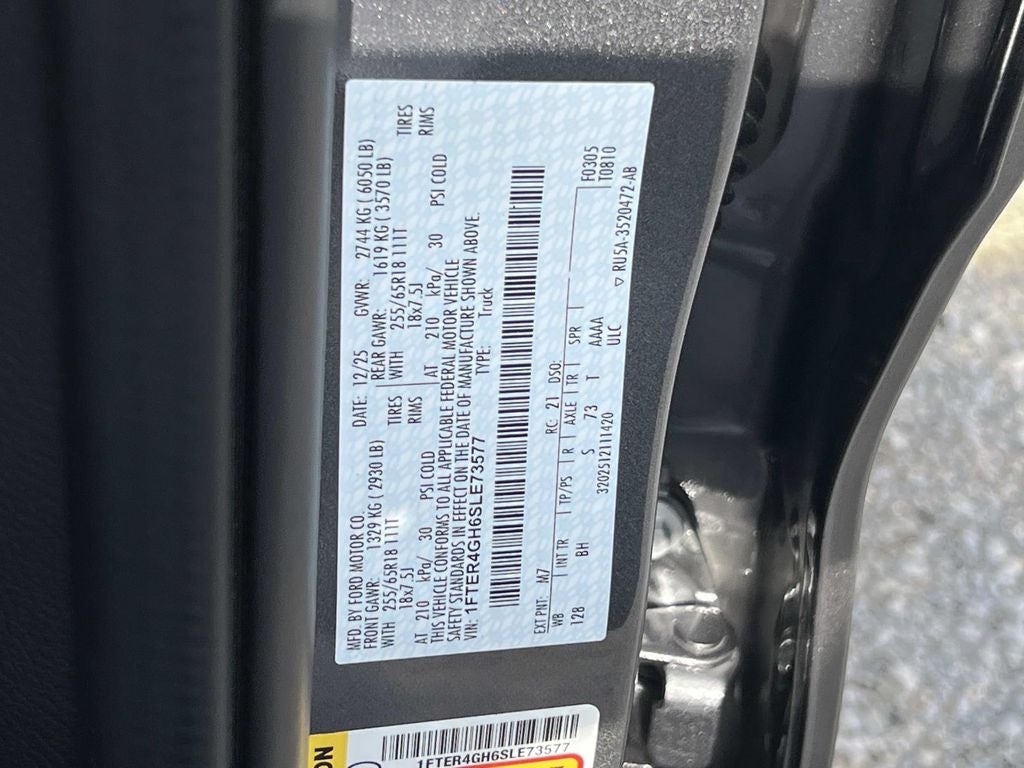 MFD. BY FORD MOTOR CO.
DATE: 12/25 GVWR: 2744 KG ( 6050 LB)
FRONT GAWR: 1329 KG ( 2930 LB)
REAR GAWR: 1619 KG ( 3570 LB)
WITH 255/65R18 111T TIRES
WITH 255/65R18 111T TIRES
18x7.5J RIMS
18x7.5J RIMS
AT 210 kPa/ 30 PSI COLD
AT 210 kPa/ 30 PSI COLD
THIS VEHICLE CONFORMS TO ALL APPLICABLE FEDERAL MOTOR VEHICLE
SAFETY STANDARDS IN EFFECT ON THE DATE OF MANUFACTURE SHOWN ABOVE.
VIN: 1FTER4GH6SLE73577
TYPE: Truck
EXT PNT: M7 RC: 21 DSO: F0305
WB INT TR TP/PS R AXLE TR SPR T0810
128 BH S 73 T AAAA
3202512111420 ULC
▽ RU5A-3520472-AB
ON
1FTER4GH6SLE73577